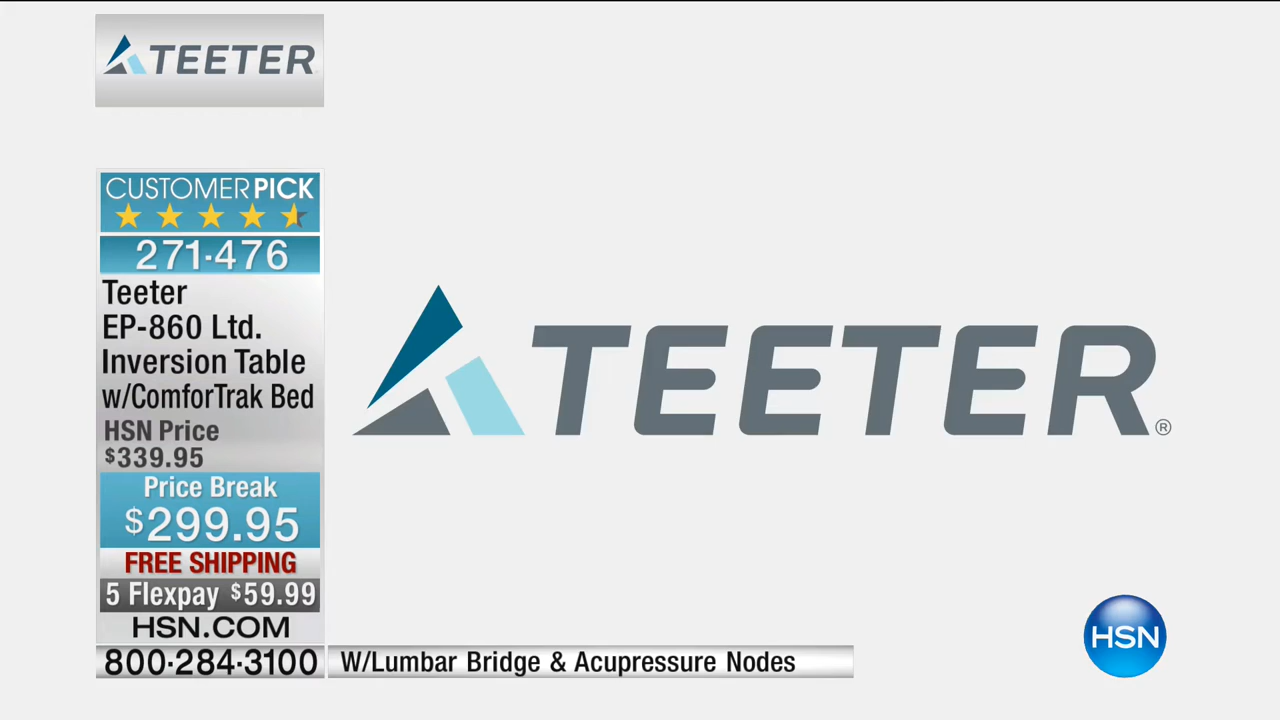 TEETER
CUSTOMER PICK
271·476
Teeter
EP-860 Ltd.
Inversion Table
w/ComforTrak Bed
HSN Price
$339.95
Price Break
$299.95
FREE SHIPPING
5 Flexpay $59.99
HSN.COM
800·284·3100
W/Lumbar Bridge & Acupressure Nodes
TEETER®
HSN